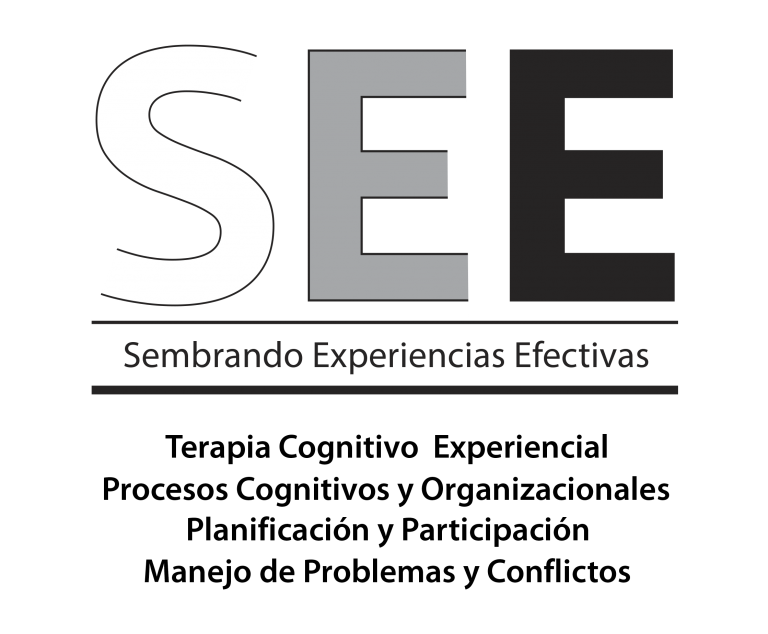 SEE
Sembrando Experiencias Efectivas
Terapia Cognitivo Experiencial
Procesos Cognitivos y Organizacionales
Planificación y Participación
Manejo de Problemas y Conflictos